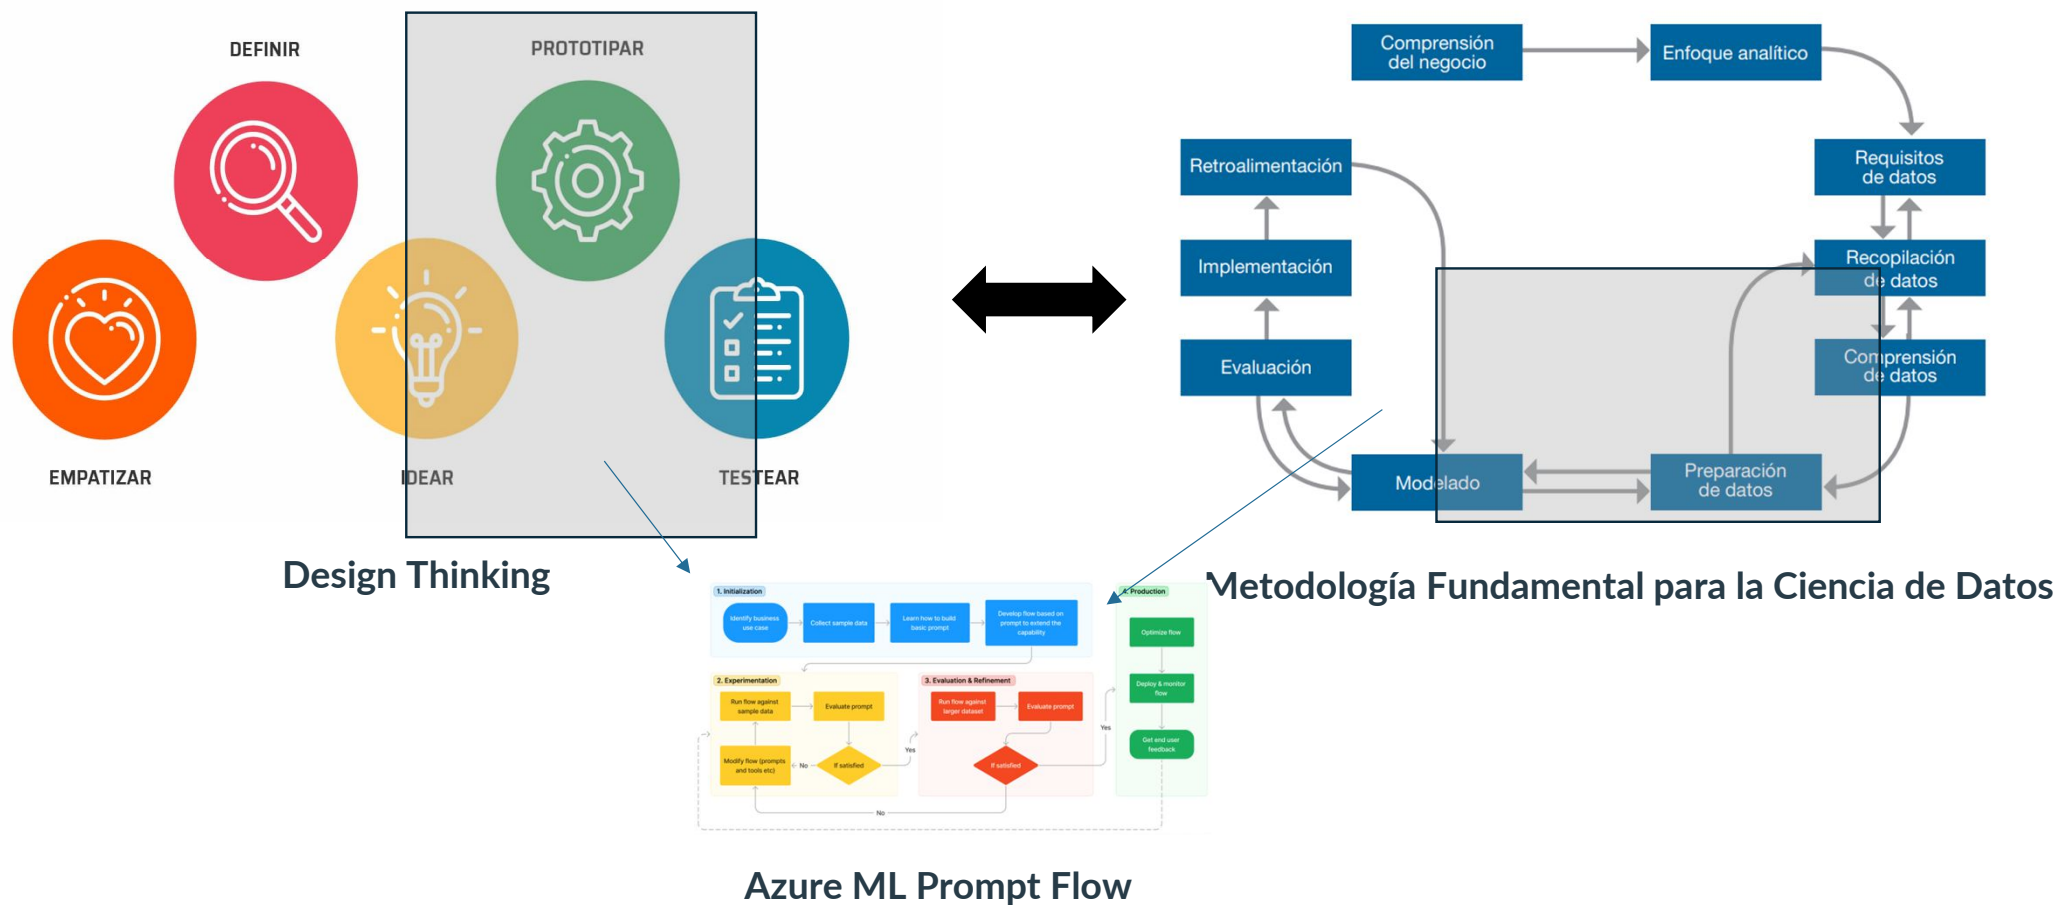 DEFINIR
PROTOTIPAR
EMPATIZAR
IDEAR
TESTEAR
Design Thinking
Comprensión
del negocio
Enfoque analítico
Requisitos
de datos
Recopilación
de datos
Comprensión
de datos
Preparación
de datos
Modelado
Evaluación
Implementación
Retroalimentación
Metodología Fundamental para la Ciencia de Datos
1. Initialization
Identify business
use case
Collect sample data
Learn how to build
basic prompt
Develop flow based on
prompt to extend the
capability
2. Experimentation
Run flow against
sample data
Evaluate prompt
Modify flow (prompts
and tools etc)
No
If satisfied
Yes
3. Evaluation & Refinement
Run flow against
larger dataset
Evaluate prompt
If satisfied
Yes
No
4. Production
Optimize flow
Deploy & monitor
flow
Get end user
feedback
Azure ML Prompt Flow